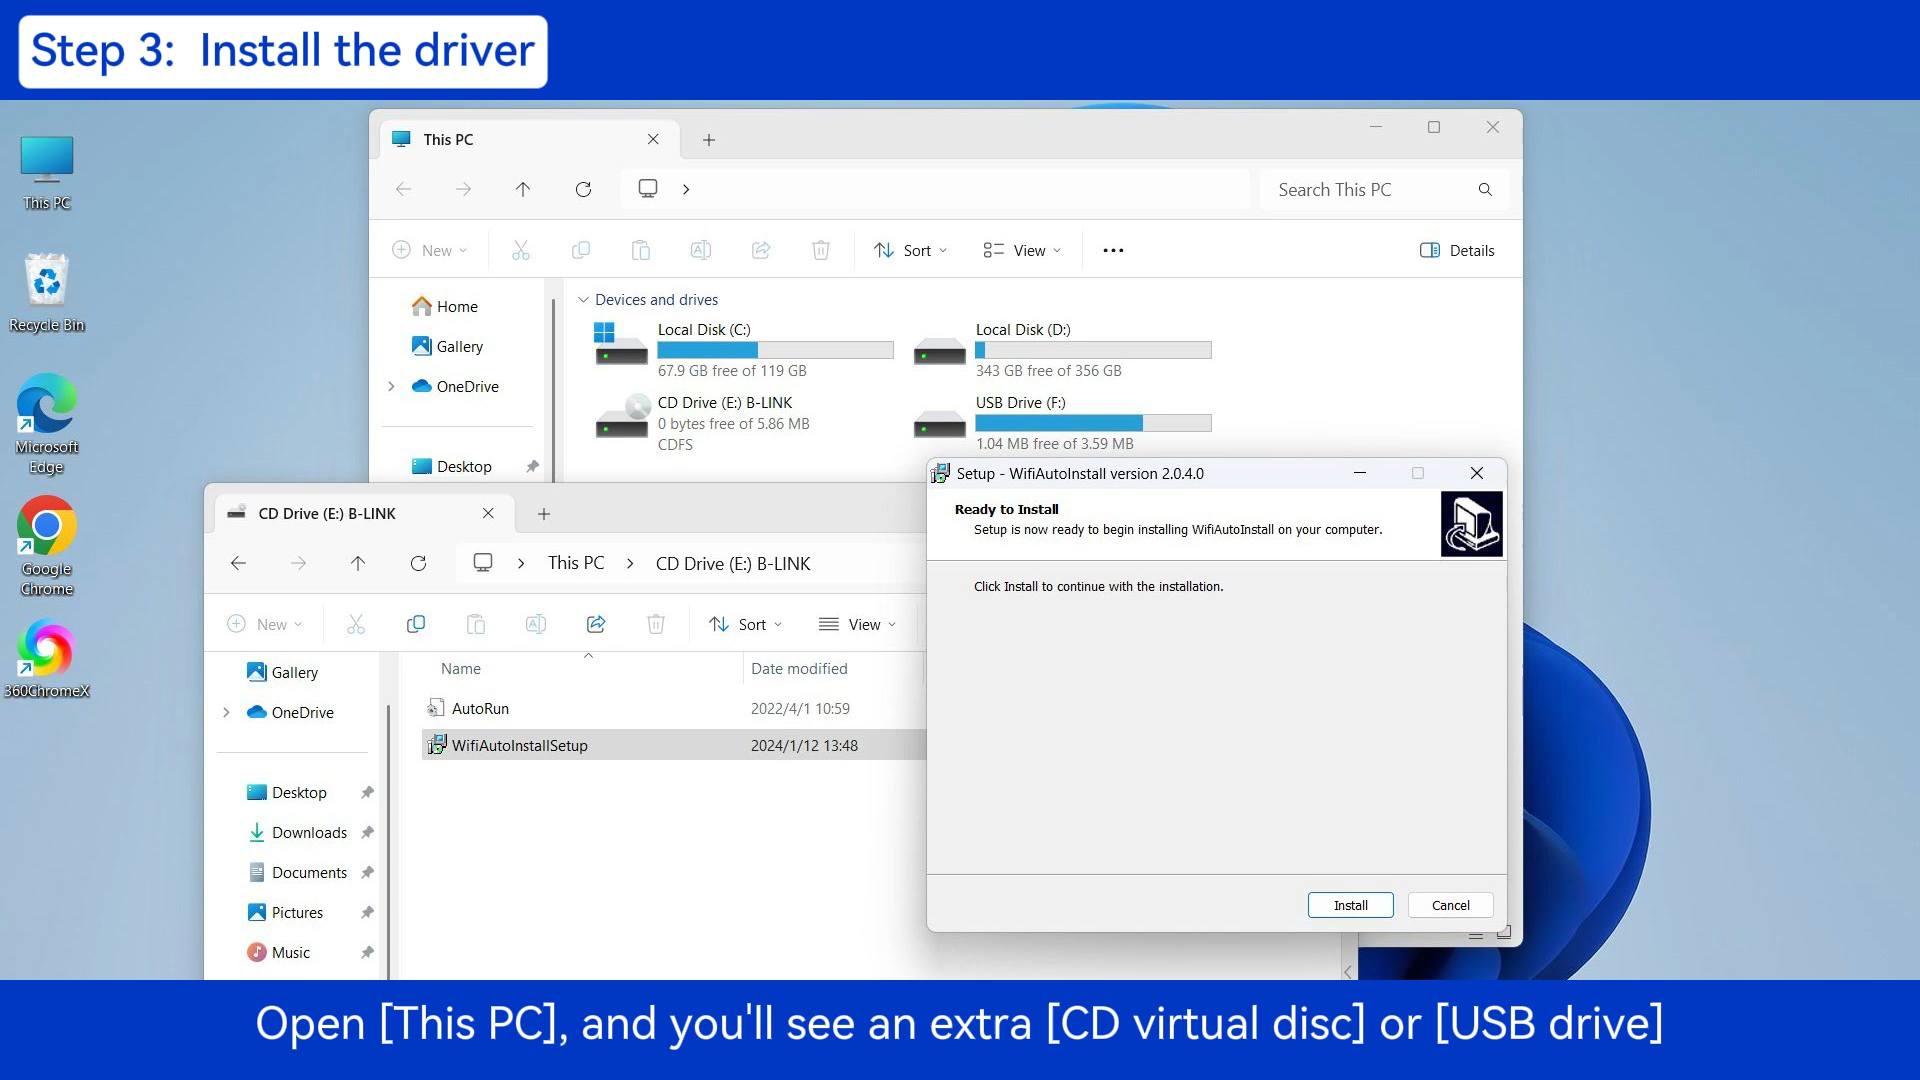 Step 3: Install the driver
This PC
Recycle Bin
Microsoft
Edge
Google
Chrome
360ChromeX
This PC
Search This PC
New
Sort
View
Details
Home
Gallery
OneDrive
Desktop
Devices and drives
Local Disk (C:)
67.9 GB free of 119 GB
Local Disk (D:)
343 GB free of 356 GB
CD Drive (E:) B-LINK
0 bytes free of 5.86 MB
CDFS
USB Drive (F:)
1.04 MB free of 3.59 MB
CD Drive (E:) B-LINK
This PC > CD Drive (E:) B-LINK
New
Sort
View
Gallery
OneDrive
Desktop
Downloads
Documents
Pictures
Music
Name Date modified
AutoRun 2022/4/1 10:59
WifiAutoInstallSetup 2024/1/12 13:48
Setup - WifiAutoInstall version 2.0.4.0
Ready to Install
Setup is now ready to begin installing WifiAutoInstall on your computer.
Click Install to continue with the installation.
Install
Cancel
Open [This PC], and you'll see an extra [CD virtual disc] or [USB drive]